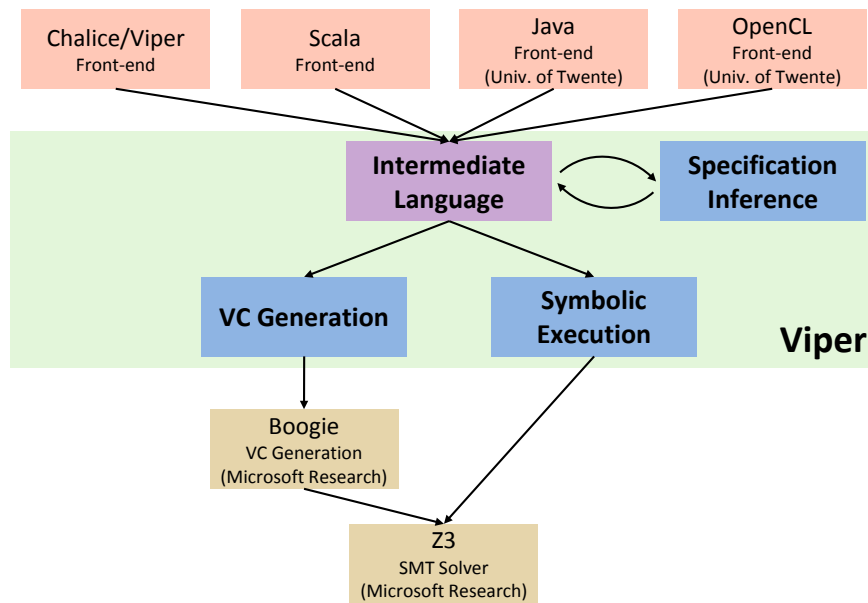 Chalice/Viper
Front-end
Scala
Front-end
Java
Front-end
(Univ. of Twente)
OpenCL
Front-end
(Univ. of Twente)
Intermediate
Language
Specification
Inference
VC Generation
Symbolic
Execution
Viper
Boogie
VC Generation
(Microsoft Research)
Z3
SMT Solver
(Microsoft Research)